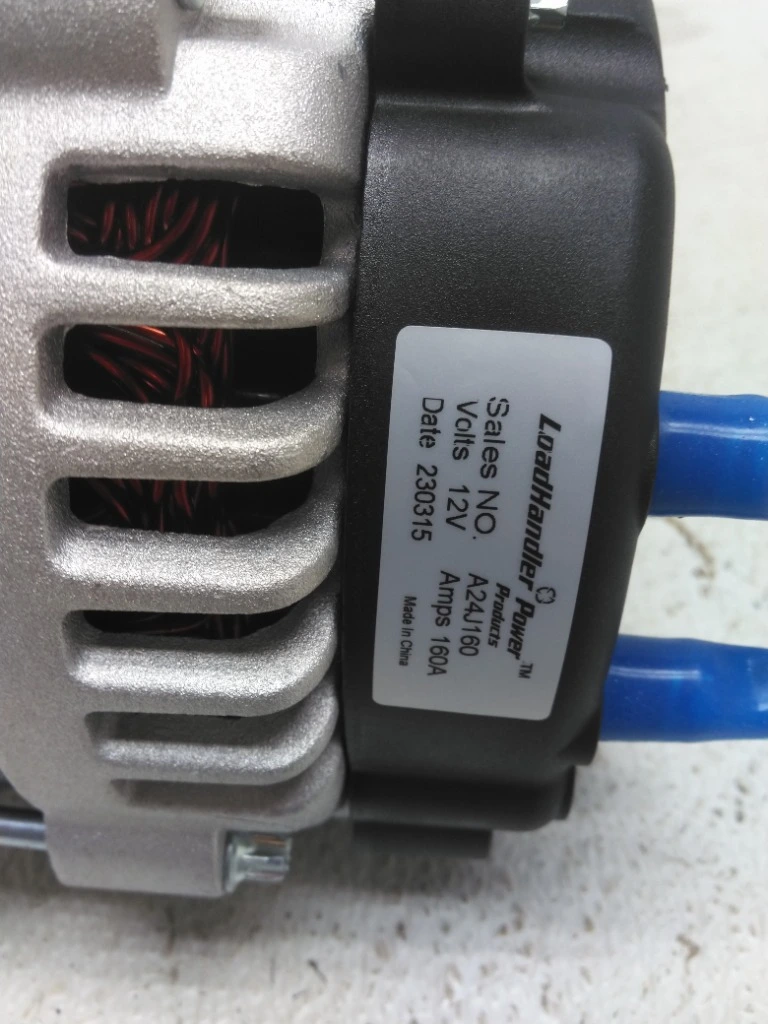 LoadHandler Power™
Products
Sales NO. A24J160
Volts 12V Amps 160A
Date 230315 Made In China